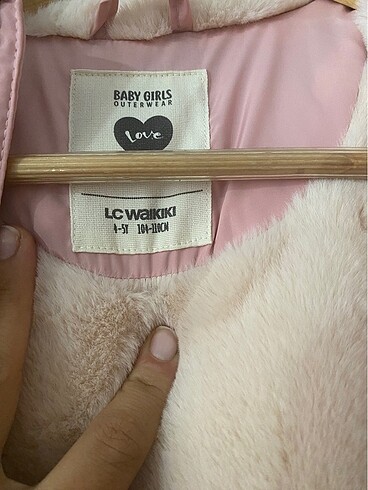 BABY GIRLS
OUTERWEAR
Love
LC WAIKIKI
4-5Y 104-110CM